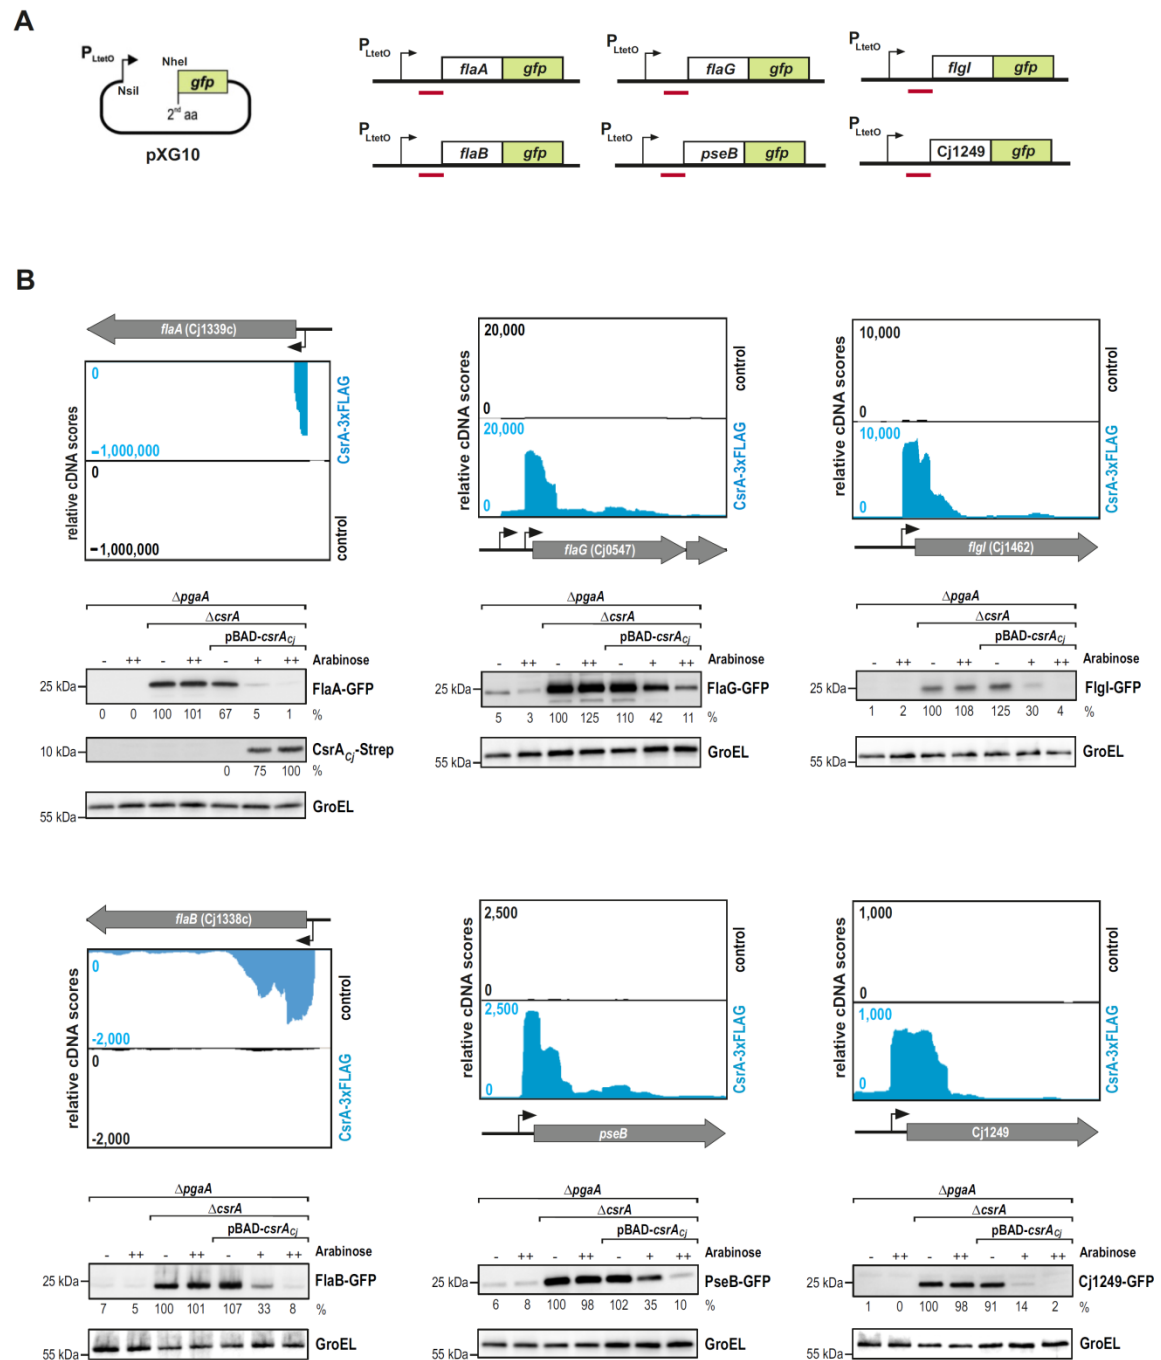 A
P LtetO
NsiI
NheI
gfp
2nd aa
pXG10
P LtetO flaA gfp
P LtetO flaG gfp
P LtetO flgI gfp
P LtetO flaB gfp
P LtetO pseB gfp
P LtetO Cj1249 gfp
B
flaA (Cj1339c)
relative cDNA scores
0
−1,000,000
CsrA-3xFLAG
0
−1,000,000
control
ΔpgaA
ΔcsrA
pBAD-csrACj
- ++ - ++ - + ++ Arabinose
25 kDa FlaA-GFP
0 0 100 101 67 5 1 %
10 kDa CsrACj-Strep
0 75 100 %
55 kDa GroEL
relative cDNA scores
20,000
0
control
20,000
0
CsrA-3xFLAG
flaG (Cj0547)
ΔpgaA
ΔcsrA
pBAD-csrACj
- ++ - ++ - + ++ Arabinose
25 kDa FlaG-GFP
5 3 100 125 110 42 11 %
55 kDa GroEL
relative cDNA scores
10,000
0
control
10,000
0
CsrA-3xFLAG
flgI (Cj1462)
ΔpgaA
ΔcsrA
pBAD-csrACj
- ++ - ++ - + ++ Arabinose
25 kDa FlgI-GFP
1 2 100 108 125 30 4 %
55 kDa GroEL
flaB (Cj1338c)
relative cDNA scores
0
-2,000
control
0
-2,000
CsrA-3xFLAG
ΔpgaA
ΔcsrA
pBAD-csrACj
- ++ - ++ - + ++ Arabinose
25 kDa FlaB-GFP
7 5 100 101 107 33 8 %
55 kDa GroEL
relative cDNA scores
2,500
0
control
2,500
0
CsrA-3xFLAG
pseB
ΔpgaA
ΔcsrA
pBAD-csrACj
- ++ - ++ - + ++ Arabinose
25 kDa PseB-GFP
6 8 100 98 102 35 10 %
55 kDa GroEL
relative cDNA scores
1,000
0
control
1,000
0
CsrA-3xFLAG
Cj1249
ΔpgaA
ΔcsrA
pBAD-csrACj
- ++ - ++ - + ++ Arabinose
25 kDa Cj1249-GFP
1 0 100 98 91 14 2 %
55 kDa GroEL